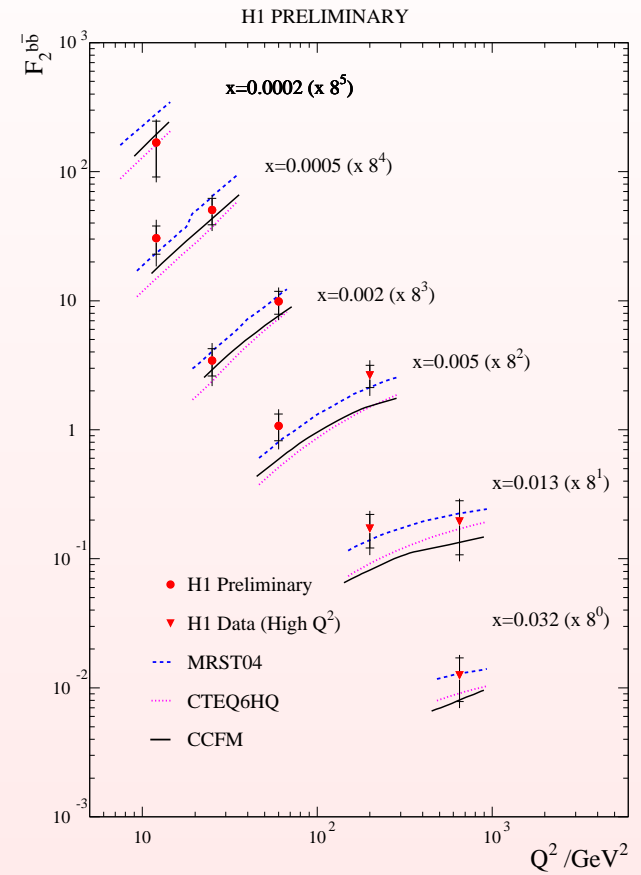 H1 PRELIMINARY
F₂ᵇᵇ̅
10³
10²
10
1
10⁻¹
10⁻²
10⁻³
x=0.0002 (x 8⁵)
x=0.0005 (x 8⁴)
x=0.002 (x 8³)
x=0.005 (x 8²)
x=0.013 (x 8¹)
x=0.032 (x 8⁰)
H1 Preliminary
H1 Data (High Q²)
MRST04
CTEQ6HQ
CCFM
10 10² 10³
Q² /GeV²